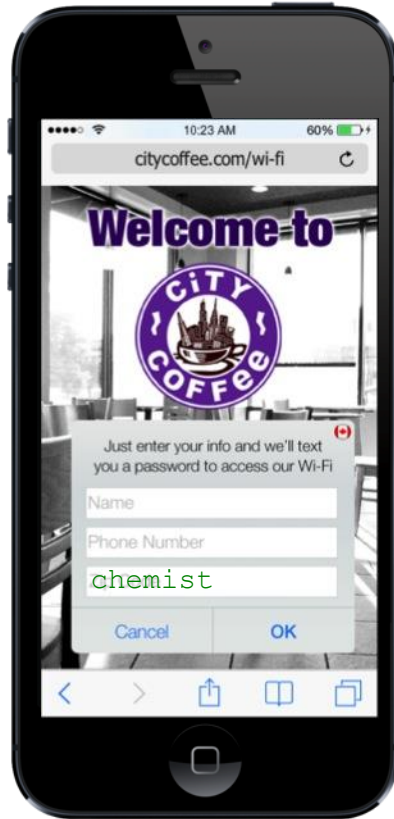 10:23 AM
60%
citycoffee.com/wi-fi
Welcome to
CiTY
COFFee
Just enter your info and we'll text
you a password to access our Wi-Fi
Name
Phone Number
chemist
Cancel
OK